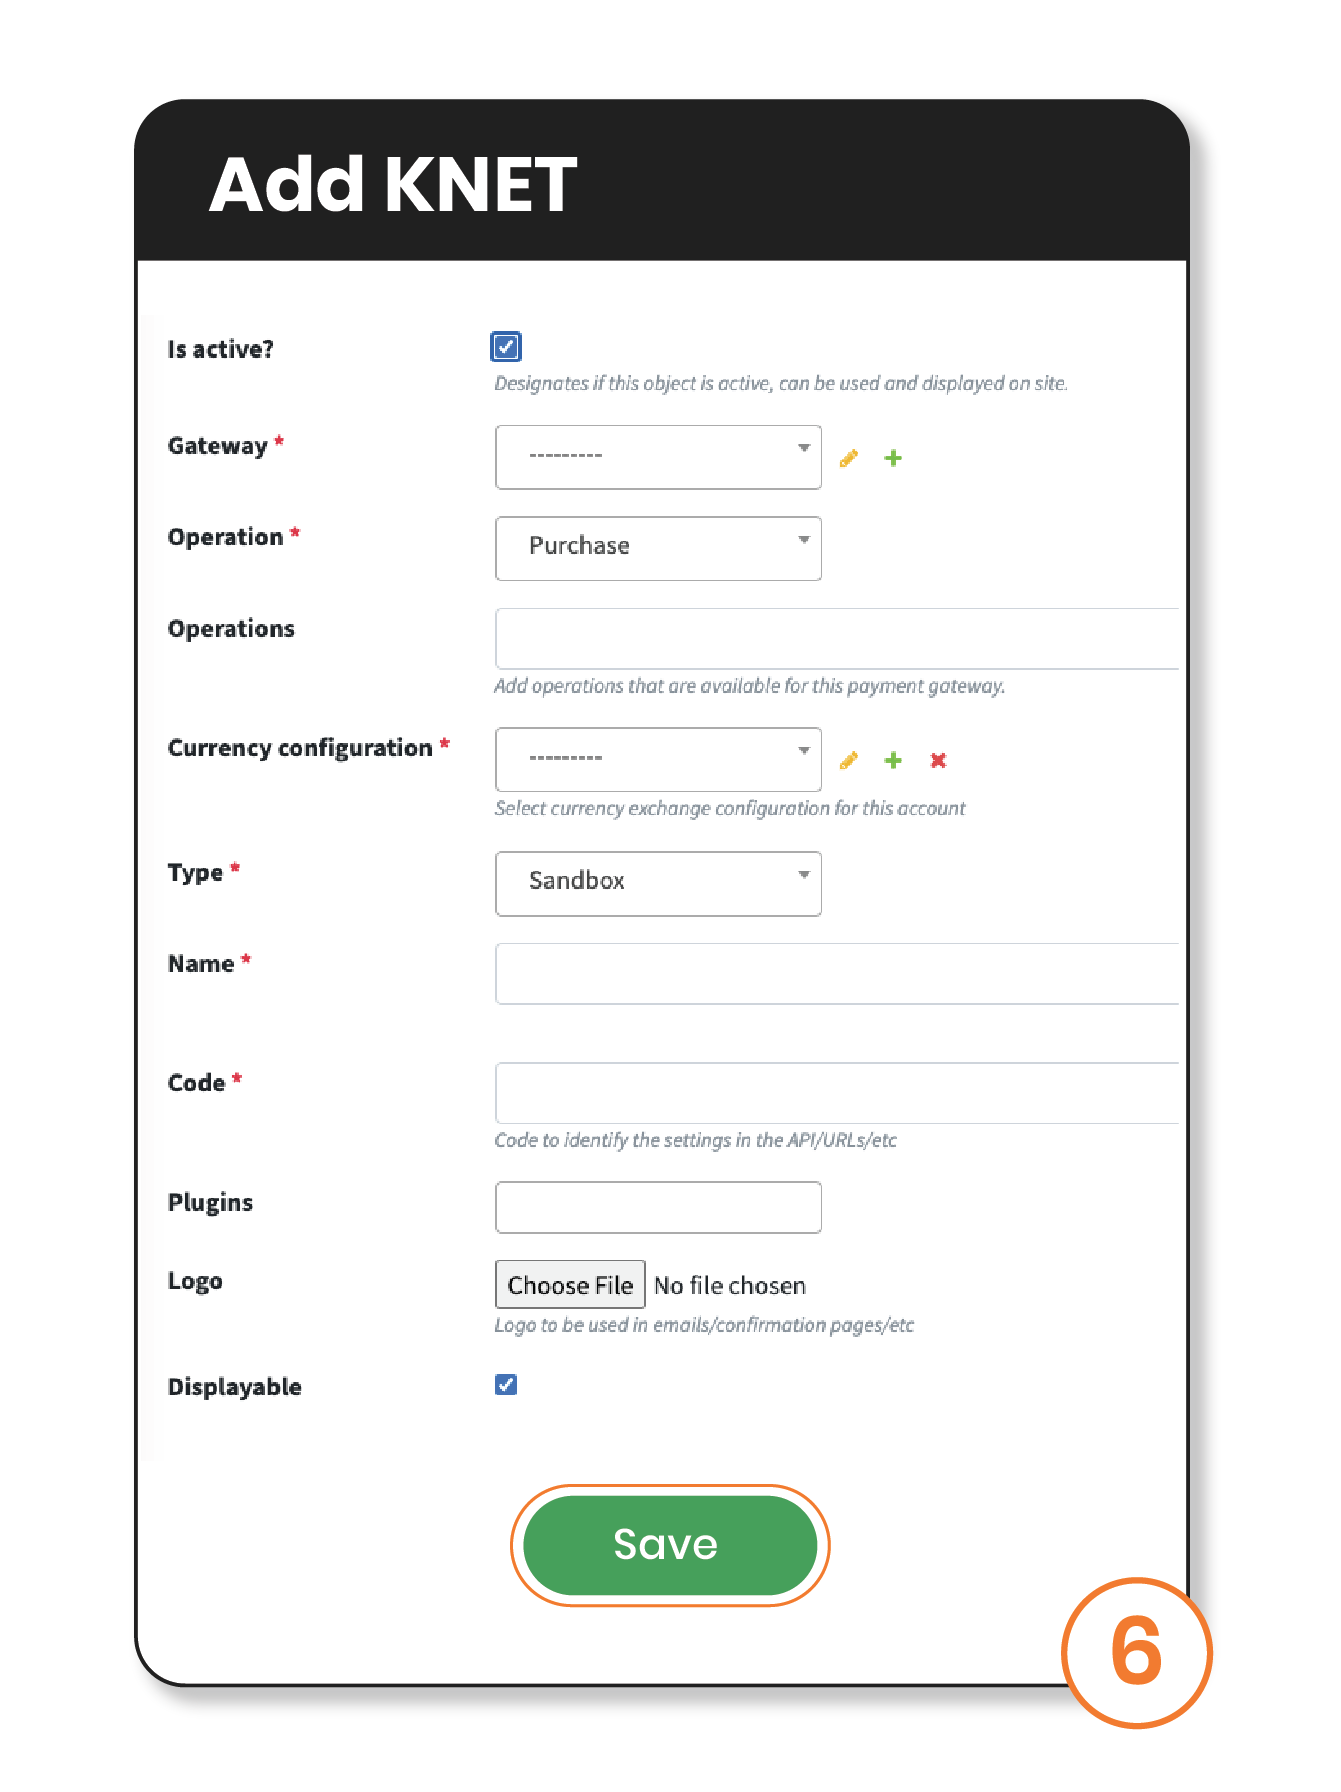 Add KNET
Is active?
Designates if this object is active, can be used and displayed on site.
Gateway *
---------
Operation *
Purchase
Operations
Add operations that are available for this payment gateway.
Currency configuration *
---------
Select currency exchange configuration for this account
Type *
Sandbox
Name *
Code *
Code to identify the settings in the API/URLs/etc
Plugins
Logo
Choose File No file chosen
Logo to be used in emails/confirmation pages/etc
Displayable
Save
6